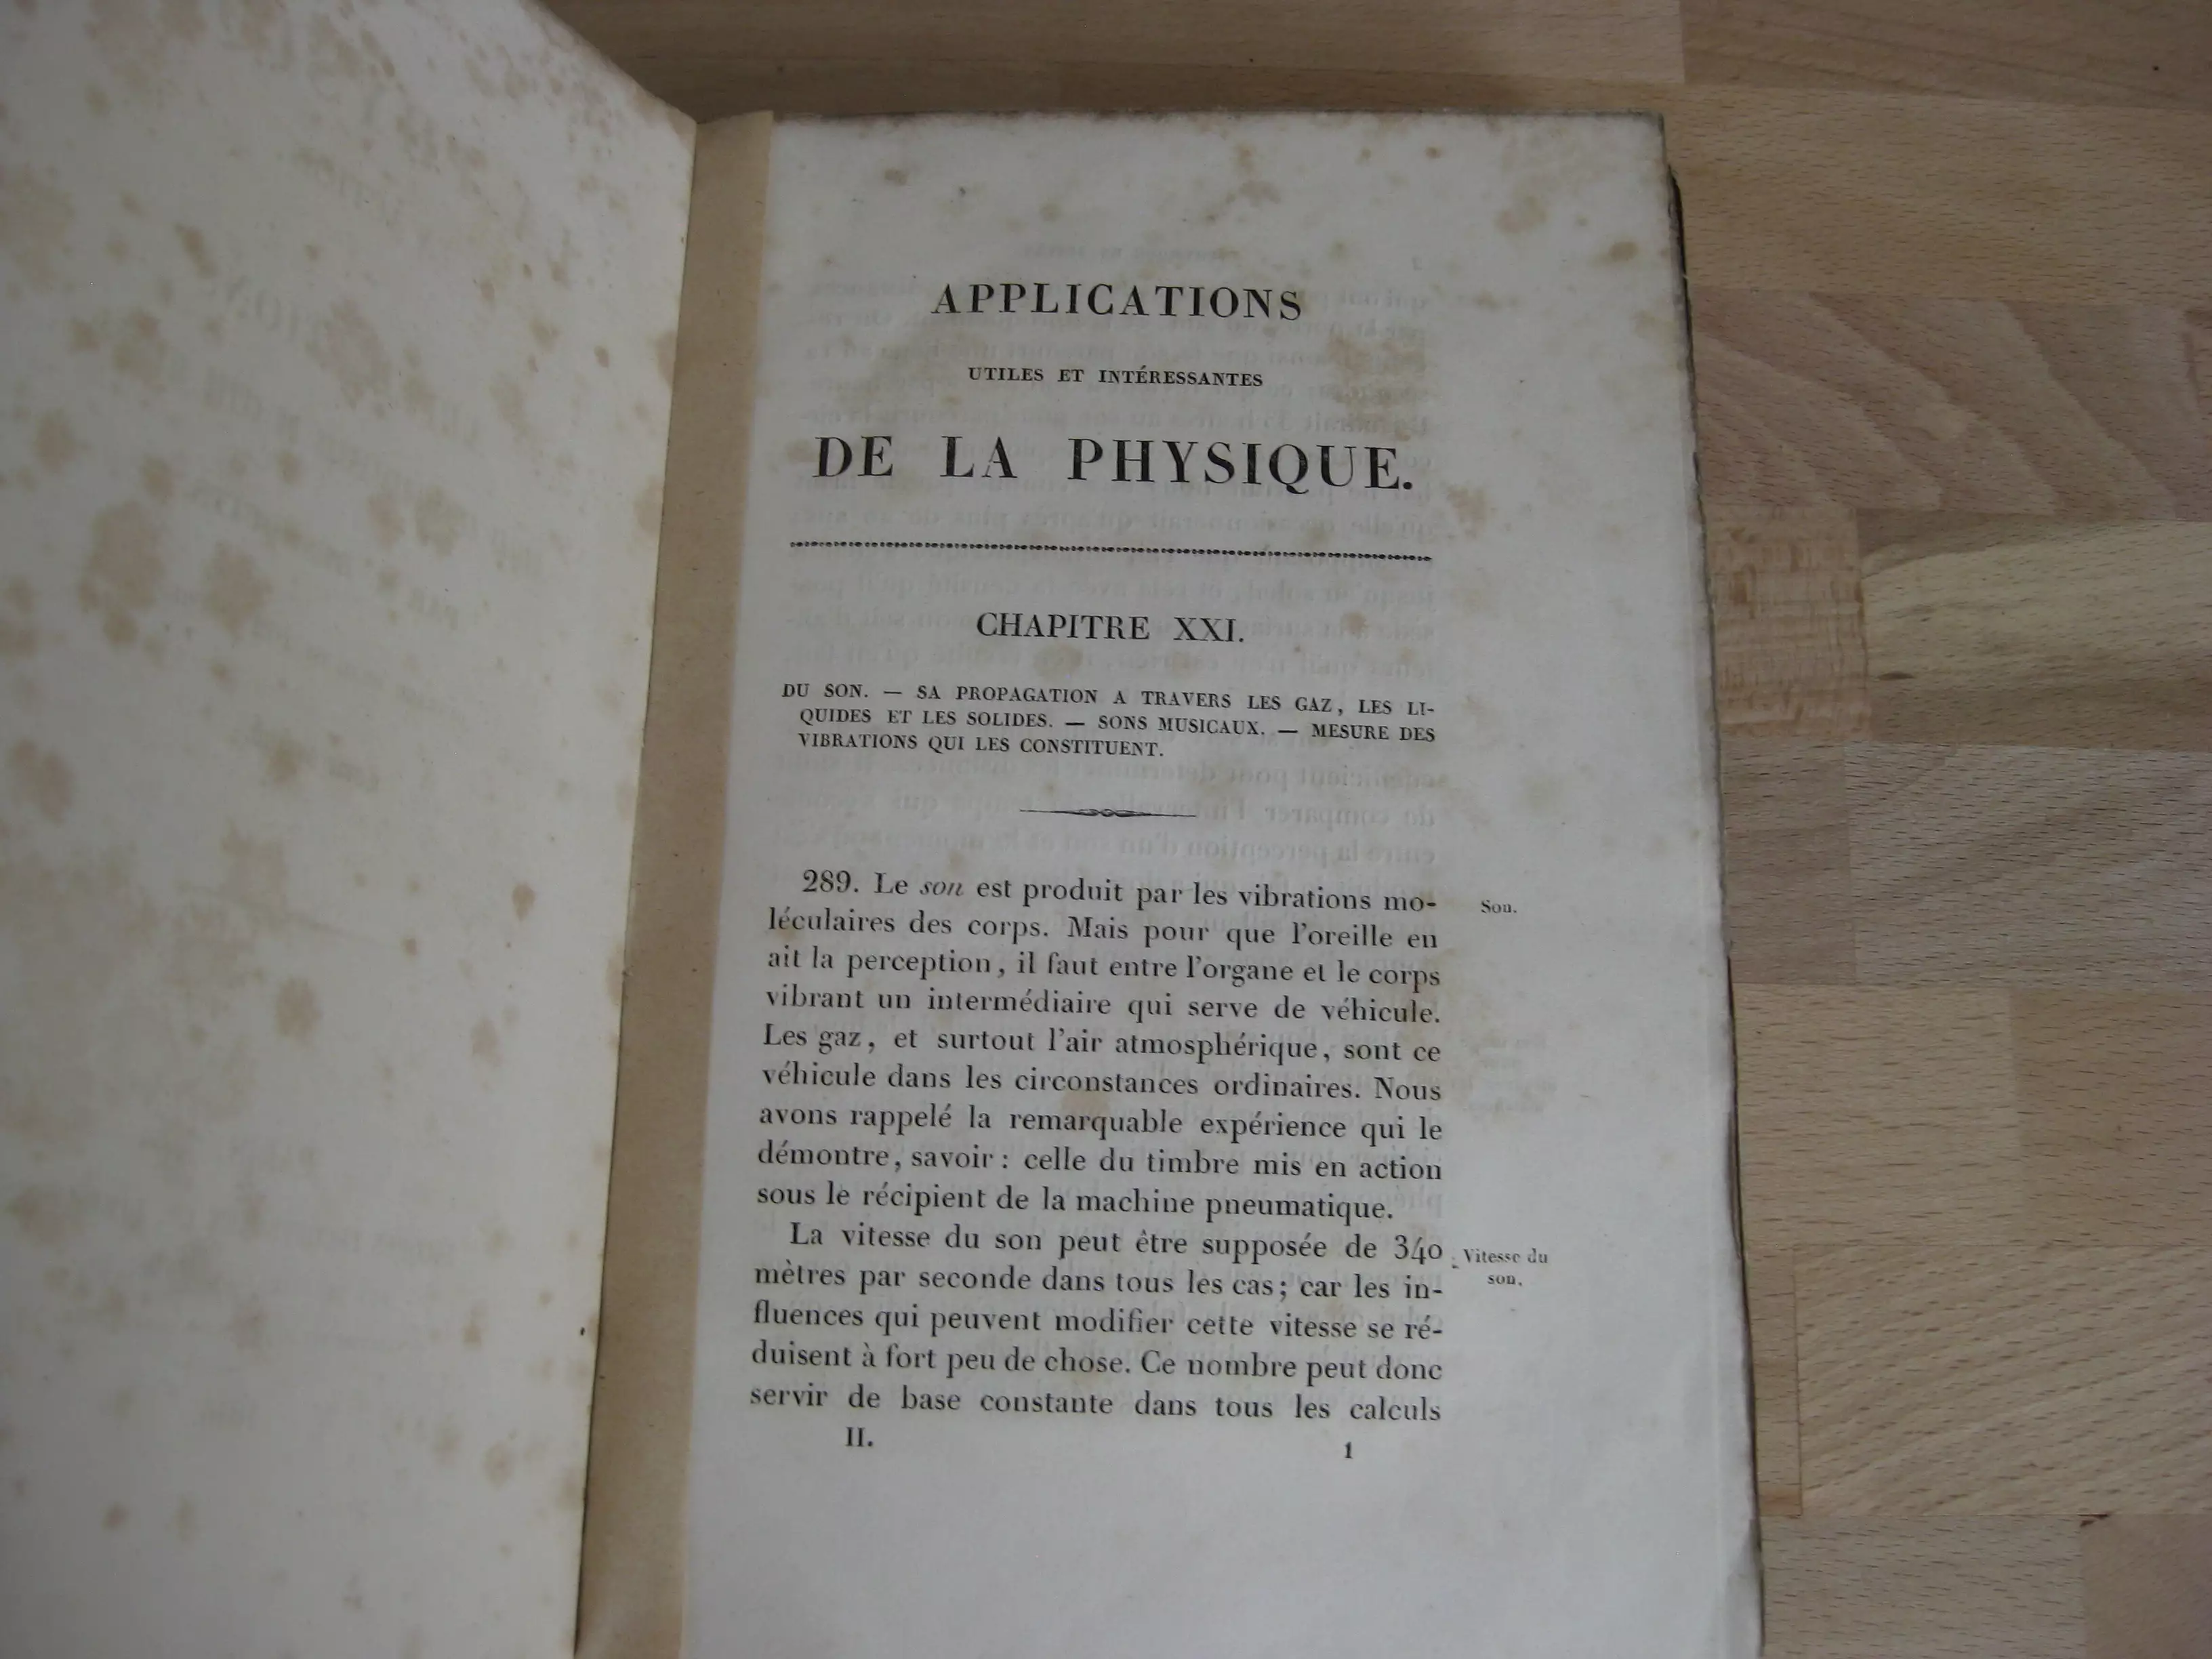 APPLICATIONS
UTILES ET INTÉRESSANTES
DE LA PHYSIQUE.
CHAPITRE XXI.
DU SON. — SA PROPAGATION A TRAVERS LES GAZ, LES LI-
QUIDES ET LES SOLIDES. — SONS MUSICAUX. — MESURE DES
VIBRATIONS QUI LES CONSTITUENT.
289. Le son est produit par les vibrations mo-
Son.
léculaires des corps. Mais pour que l'oreille en
ait la perception, il faut entre l'organe et le corps
vibrant un intermédiaire qui serve de véhicule.
Les gaz, et surtout l'air atmosphérique, sont ce
véhicule dans les circonstances ordinaires. Nous
avons rappelé la remarquable expérience qui le
démontre, savoir : celle du timbre mis en action
sous le récipient de la machine pneumatique.
La vitesse du son peut être supposée de 340
Vitesse du
son.
mètres par seconde dans tous les cas; car les in-
fluences qui peuvent modifier cette vitesse se ré-
duisent à fort peu de chose. Ce nombre peut donc
servir de base constante dans tous les calculs
II. 1